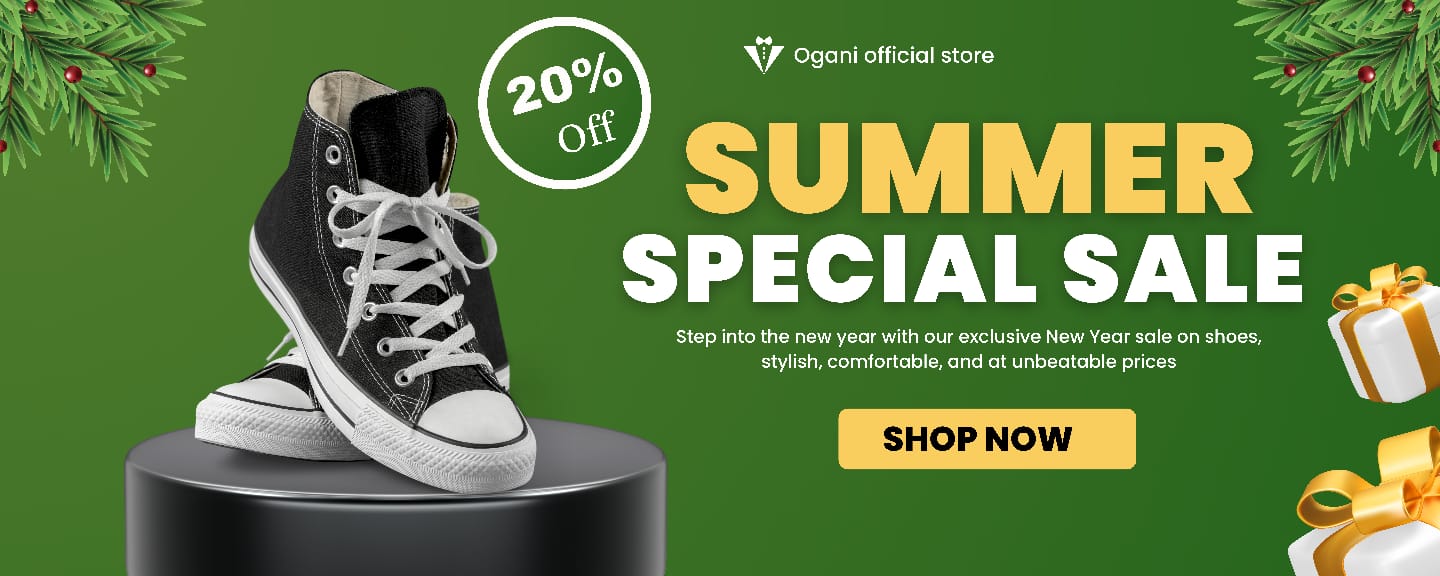 20%
Off
Ogani official store
SUMMER
SPECIAL SALE
Step into the new year with our exclusive New Year sale on shoes,
stylish, comfortable, and at unbeatable prices
SHOP NOW